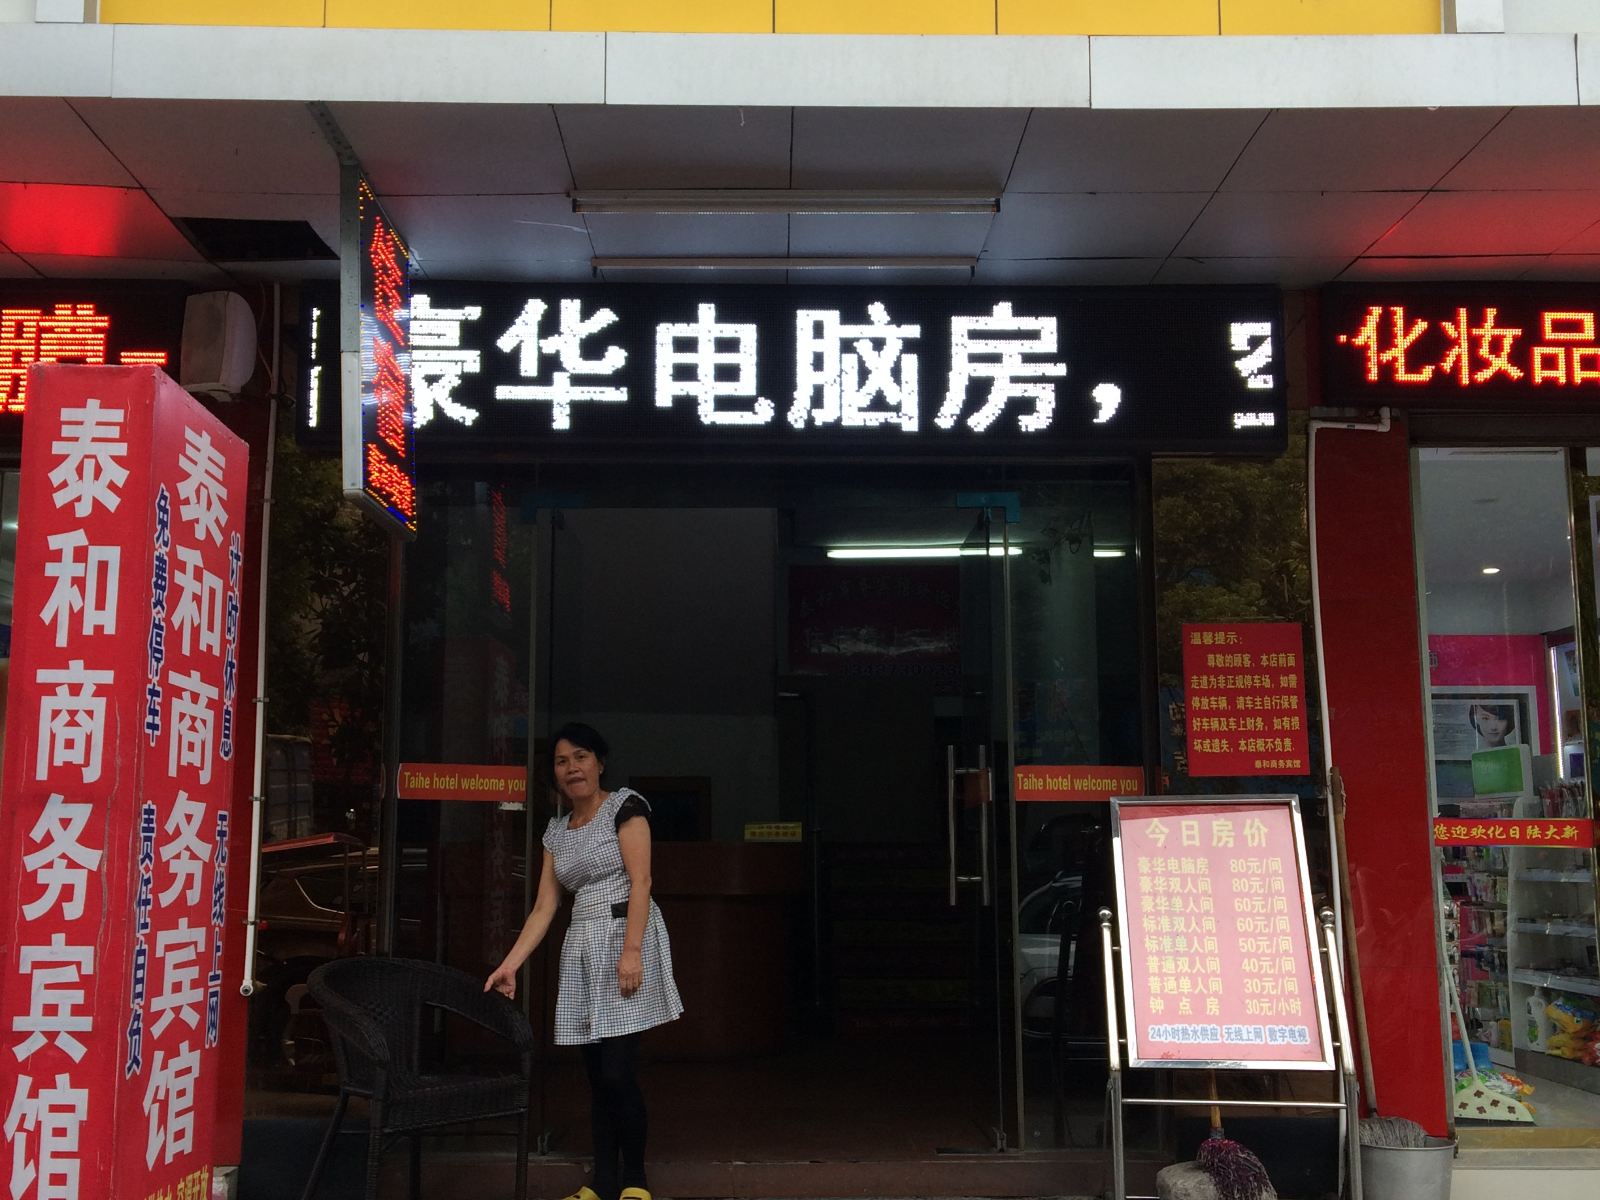 豪华电脑房，
化妆品
泰和商务宾馆
泰和商务宾馆
免费停车
责任自负
计时休息
无线上网
Taihe hotel welcome you
Taihe hotel welcome you
温馨提示：
尊敬的顾客，本店前面
走道为非正规停车场，如需
停放车辆，请车主自行保管
好车辆及车上财务，如有损
坏或遗失，本店概不负责.
泰和商务宾馆
今日房价
豪华电脑房 80元/间
豪华双人间 80元/间
豪华单人间 60元/间
标准双人间 60元/间
标准单人间 50元/间
普通双人间 40元/间
普通单人间 30元/间
钟点房 30元/小时
24小时热水供应 无线上网 数字电视
您迎欢化日陆大新